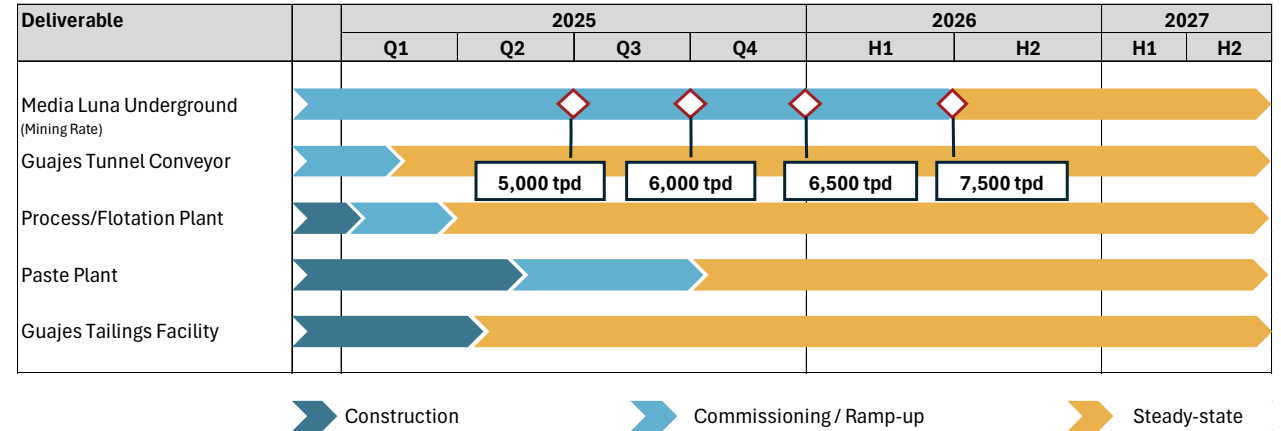 Deliverable
2025
2026
2027
Q1
Q2
Q3
Q4
H1
H2
H1
H2
Media Luna Underground
(Mining Rate)
Guajes Tunnel Conveyor
5,000 tpd
6,000 tpd
6,500 tpd
7,500 tpd
Process/Flotation Plant
Paste Plant
Guajes Tailings Facility
Construction
Commissioning / Ramp-up
Steady-state